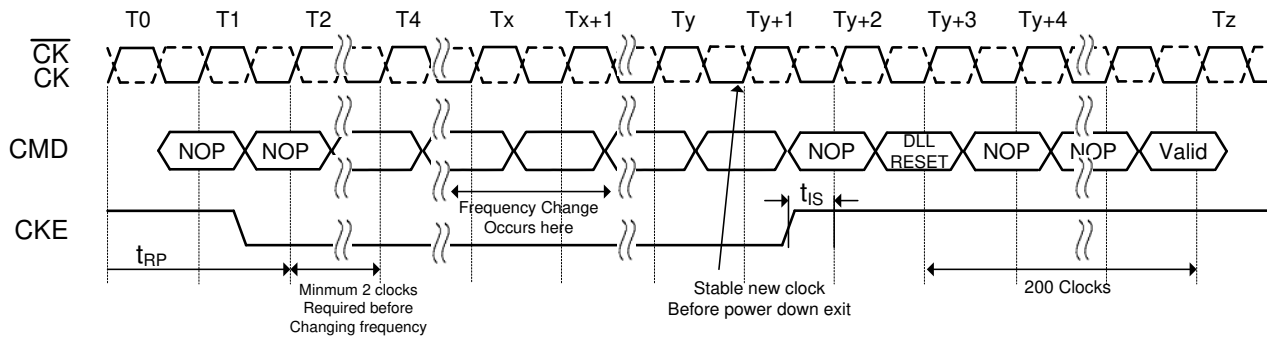 T0 T1 T2 T4 Tx Tx+1 Ty Ty+1 Ty+2 Ty+3 Ty+4 Tz
CK
CK
CMD NOP NOP NOP DLL RESET NOP NOP Valid
Frequency Change
Occurs here
tIS
CKE
tRP
Minmum 2 clocks
Required before
Changing frequency
Stable new clock
Before power down exit
200 Clocks